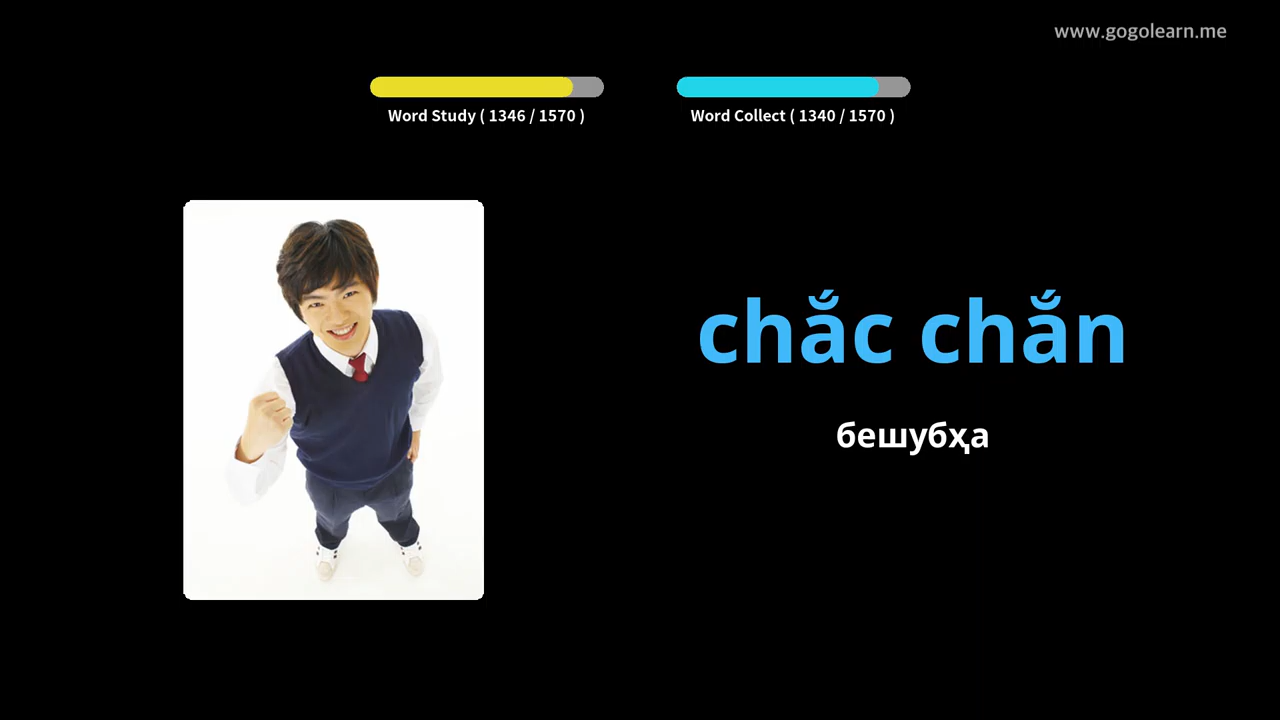 www.gogolearn.me
Word Study ( 1346 / 1570 )
Word Collect ( 1340 / 1570 )
chắc chắn
бешубҳа